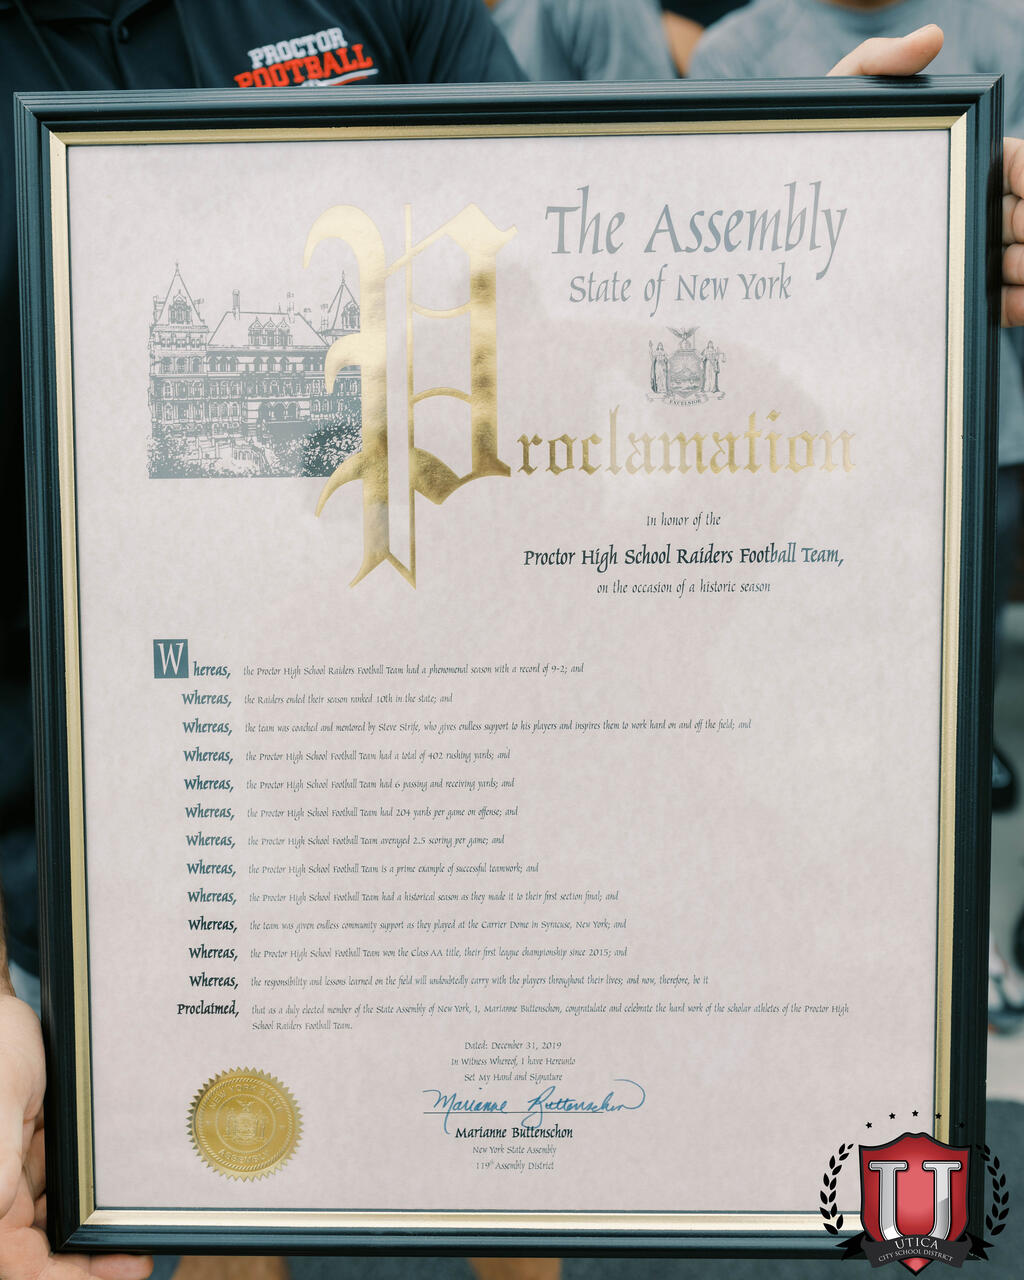 PROCTOR
FOOTBALL
The Assembly
State of New York
EXCELSIOR
Proclamation
In honor of the
Proctor High School Raiders Football Team,
on the occasion of a historic season
Whereas, the Proctor High School Raiders Football Team had a phenomenal season with a record of 9-2; and
Whereas, the Raiders ended their season ranked 10th in the state; and
Whereas, the team was coached and mentored by Steve Strife, who gives endless support to his players and inspires them to work hard on and off the field; and
Whereas, the Proctor High School Football Team had a total of 402 rushing yards; and
Whereas, the Proctor High School Football Team had 6 passing and receiving yards; and
Whereas, the Proctor High School Football Team had 204 yards per game on offense; and
Whereas, the Proctor High School Football Team averaged 2.5 scoring per game; and
Whereas, the Proctor High School Football Team is a prime example of successful teamwork; and
Whereas, the Proctor High School Football Team had a historical season as they made it to their first section final; and
Whereas, the team was given endless community support as they played at the Carrier Dome in Syracuse, New York; and
Whereas, the Proctor High School Football Team won the Class AA title, their first league championship since 2015; and
Whereas, the responsibility and lessons learned on the field will undoubtedly carry with the players throughout their lives; and now, therefore, be it
Proclaimed, that as a duly elected member of the State Assembly of New York, I, Marianne Buttenschon, congratulate and celebrate the hard work of the scholar athletes of the Proctor High
School Raiders Football Team.
Dated: December 31, 2019
In Witness Whereof, I have Hereunto
Set My Hand and Signature
Marianne Buttenschon
Marianne Buttenschon
New York State Assembly
119th Assembly District
NEW YORK STATE
ASSEMBLY
U
UTICA
CITY SCHOOL DISTRICT